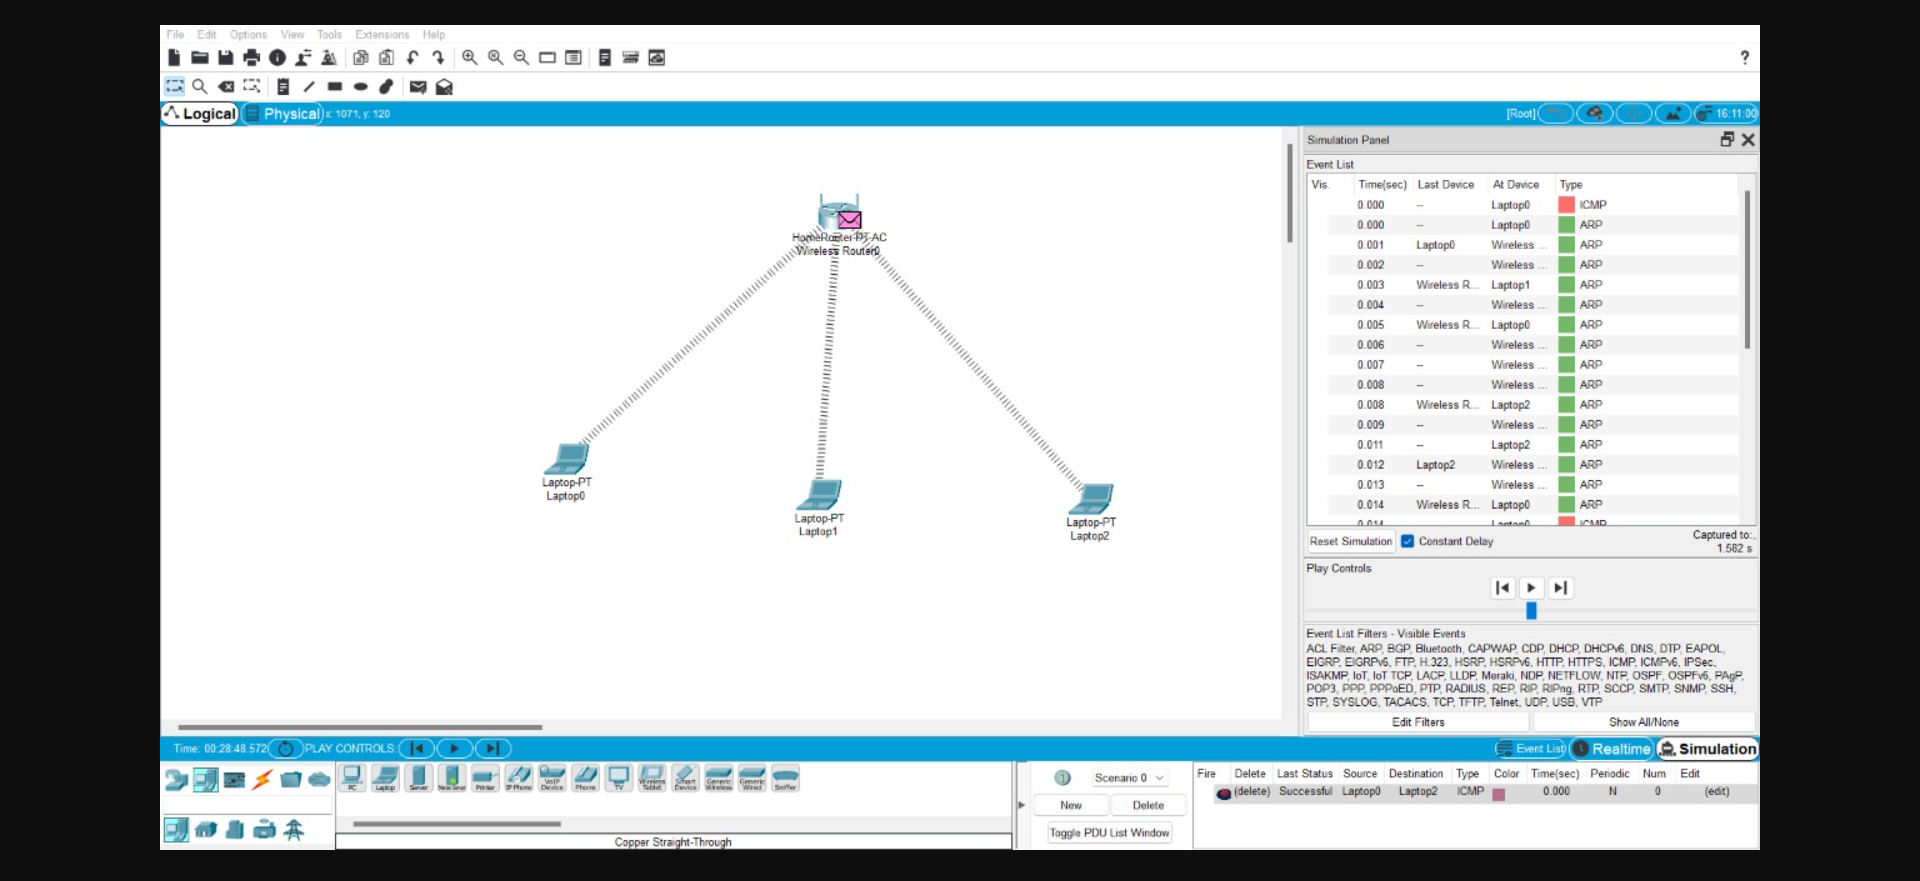 File Edit Options View Tools Extensions Help
?
Logical Physical x: 1071, y: 120 [Root] 16:11:00
Simulation Panel
Event List
Vis. Time(sec) Last Device At Device Type
0.000 -- Laptop0 ICMP
0.000 -- Laptop0 ARP
0.001 Laptop0 Wireless ... ARP
0.002 -- Wireless ... ARP
0.003 Wireless R... Laptop1 ARP
0.004 -- Wireless ... ARP
0.005 Wireless R... Laptop0 ARP
0.006 -- Wireless ... ARP
0.007 -- Wireless ... ARP
0.008 -- Wireless ... ARP
0.008 Wireless R... Laptop2 ARP
0.009 -- Wireless ... ARP
0.011 -- Laptop2 ARP
0.012 Laptop2 Wireless ... ARP
0.013 -- Wireless ... ARP
0.014 Wireless R... Laptop0 ARP
0.014 -- Laptop0 ICMP
HomeRouter-PT-AC
Wireless Router0
Laptop-PT
Laptop0
Laptop-PT
Laptop1
Laptop-PT
Laptop2
Reset Simulation Constant Delay Captured to:
1.582 s
Play Controls
Event List Filters - Visible Events
ACL Filter, ARP, BGP, Bluetooth, CAPWAP, CDP, DHCP, DHCPv6, DNS, DTP, EAPOL,
EIGRP, EIGRPv6, FTP, H.323, HSRP, HSRPv6, HTTP, HTTPS, ICMP, ICMPv6, IPSec,
ISAKMP, IoT, IoT TCP, LACP, LLDP, Meraki, NDP, NETFLOW, NTP, OSPF, OSPFv6, PAgP,
POP3, PPP, PPPoED, PTP, RADIUS, REP, RIP, RIPng, RTP, SCCP, SMTP, SNMP, SSH,
STP, SYSLOG, TACACS, TCP, TFTP, Telnet, UDP, USB, VTP
Edit Filters Show All/None
Time: 00:28:48.572 PLAY CONTROLS: Event List Realtime Simulation
PC Laptop Server Printer IP Phone VoIP Device Phone TV Wireless Tablet Smart Device Generic Wireless Generic Wired Sniffer
Copper Straight-Through
Scenario 0
New Delete
Toggle PDU List Window
Fire Delete Last Status Source Destination Type Color Time(sec) Periodic Num Edit
(delete) Successful Laptop0 Laptop2 ICMP 0.000 N 0 (edit)